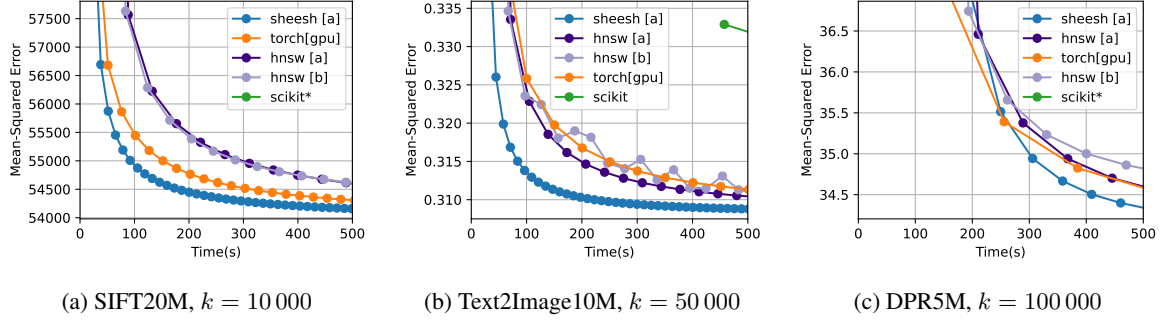 57500
57000
56500
56000
55500
55000
54500
54000
Mean-Squared Error
0
100
200
300
400
500
Time(s)
sheesh [a]
torch[gpu]
hnsw [a]
hnsw [b]
scikit*
(a) SIFT20M, k = 10 000
0.335
0.330
0.325
0.320
0.315
0.310
Mean-Squared Error
0
100
200
300
400
500
Time(s)
sheesh [a]
hnsw [a]
hnsw [b]
torch[gpu]
scikit
(b) Text2Image10M, k = 50 000
36.5
36.0
35.5
35.0
34.5
Mean-Squared Error
0
100
200
300
400
500
Time(s)
sheesh [a]
torch[gpu]
hnsw [a]
hnsw [b]
scikit*
(c) DPR5M, k = 100 000